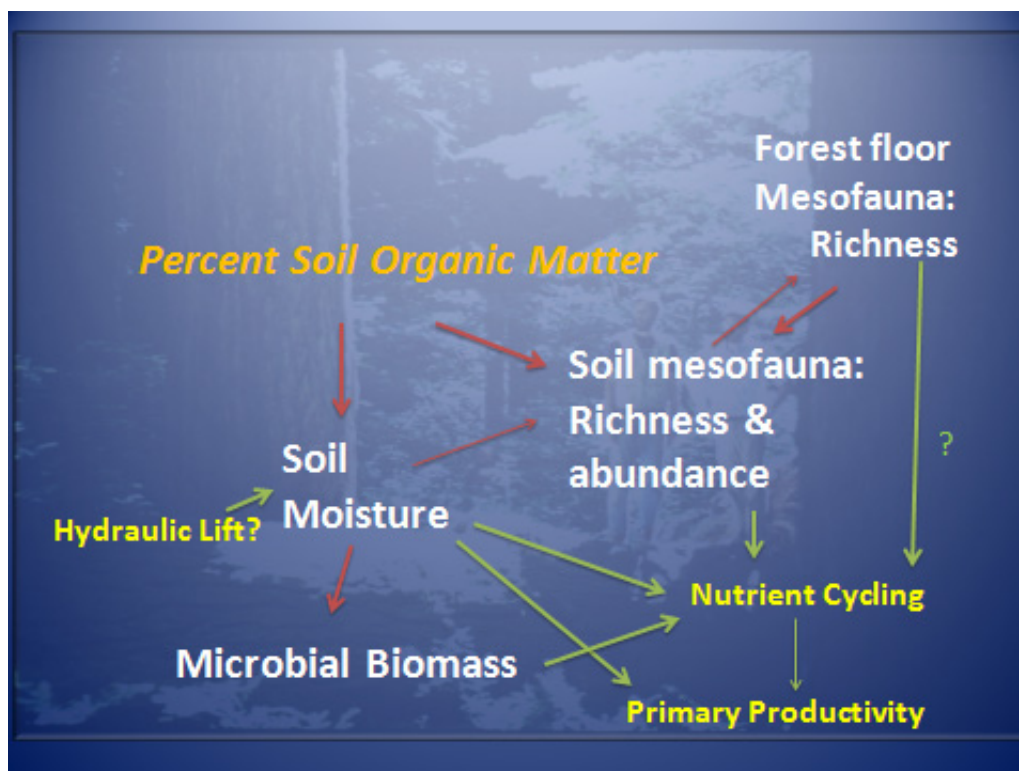 Forest floor
Mesofauna:
Richness
Percent Soil Organic Matter
Soil mesofauna:
Richness &
abundance
?
Soil
Moisture
Hydraulic Lift?
Nutrient Cycling
Microbial Biomass
Primary Productivity